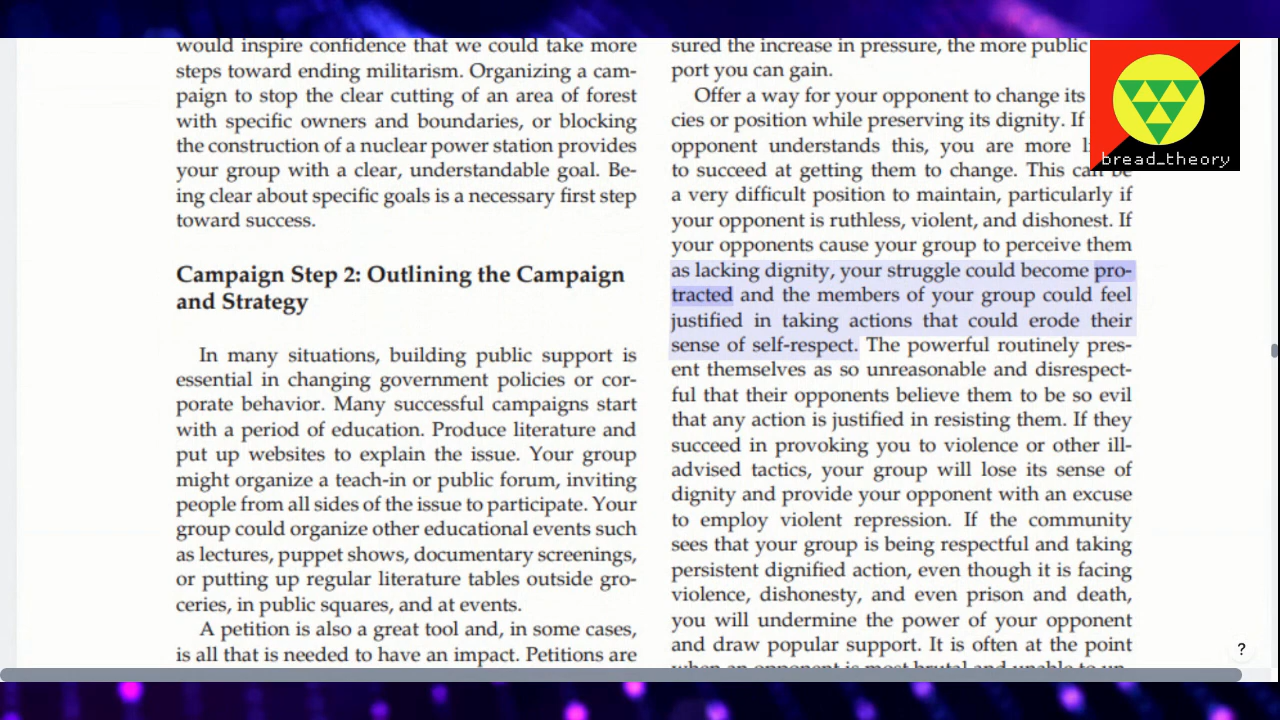 would inspire confidence that we could take more
steps toward ending militarism. Organizing a cam-
paign to stop the clear cutting of an area of forest
with specific owners and boundaries, or blocking
the construction of a nuclear power station provides
your group with a clear, understandable goal. Be-
ing clear about specific goals is a necessary first step
toward success.
Campaign Step 2: Outlining the Campaign
and Strategy
In many situations, building public support is
essential in changing government policies or cor-
porate behavior. Many successful campaigns start
with a period of education. Produce literature and
put up websites to explain the issue. Your group
might organize a teach-in or public forum, inviting
people from all sides of the issue to participate. Your
group could organize other educational events such
as lectures, puppet shows, documentary screenings,
or putting up regular literature tables outside gro-
ceries, in public squares, and at events.
A petition is also a great tool and, in some cases,
is all that is needed to have an impact. Petitions are
sured the increase in pressure, the more public
port you can gain.
Offer a way for your opponent to change its
cies or position while preserving its dignity. If
opponent understands this, you are more
to succeed at getting them to change. This can be
a very difficult position to maintain, particularly if
your opponent is ruthless, violent, and dishonest. If
your opponents cause your group to perceive them
as lacking dignity, your struggle could become pro-
tracted and the members of your group could feel
justified in taking actions that could erode their
sense of self-respect. The powerful routinely pres-
ent themselves as so unreasonable and disrespect-
ful that their opponents believe them to be so evil
that any action is justified in resisting them. If they
succeed in provoking you to violence or other ill-
advised tactics, your group will lose its sense of
dignity and provide your opponent with an excuse
to employ violent repression. If the community
sees that your group is being respectful and taking
persistent dignified action, even though it is facing
violence, dishonesty, and even prison and death,
you will undermine the power of your opponent
and draw popular support. It is often at the point
when an opponent is most brutal and unable to un-
bread_theory
?